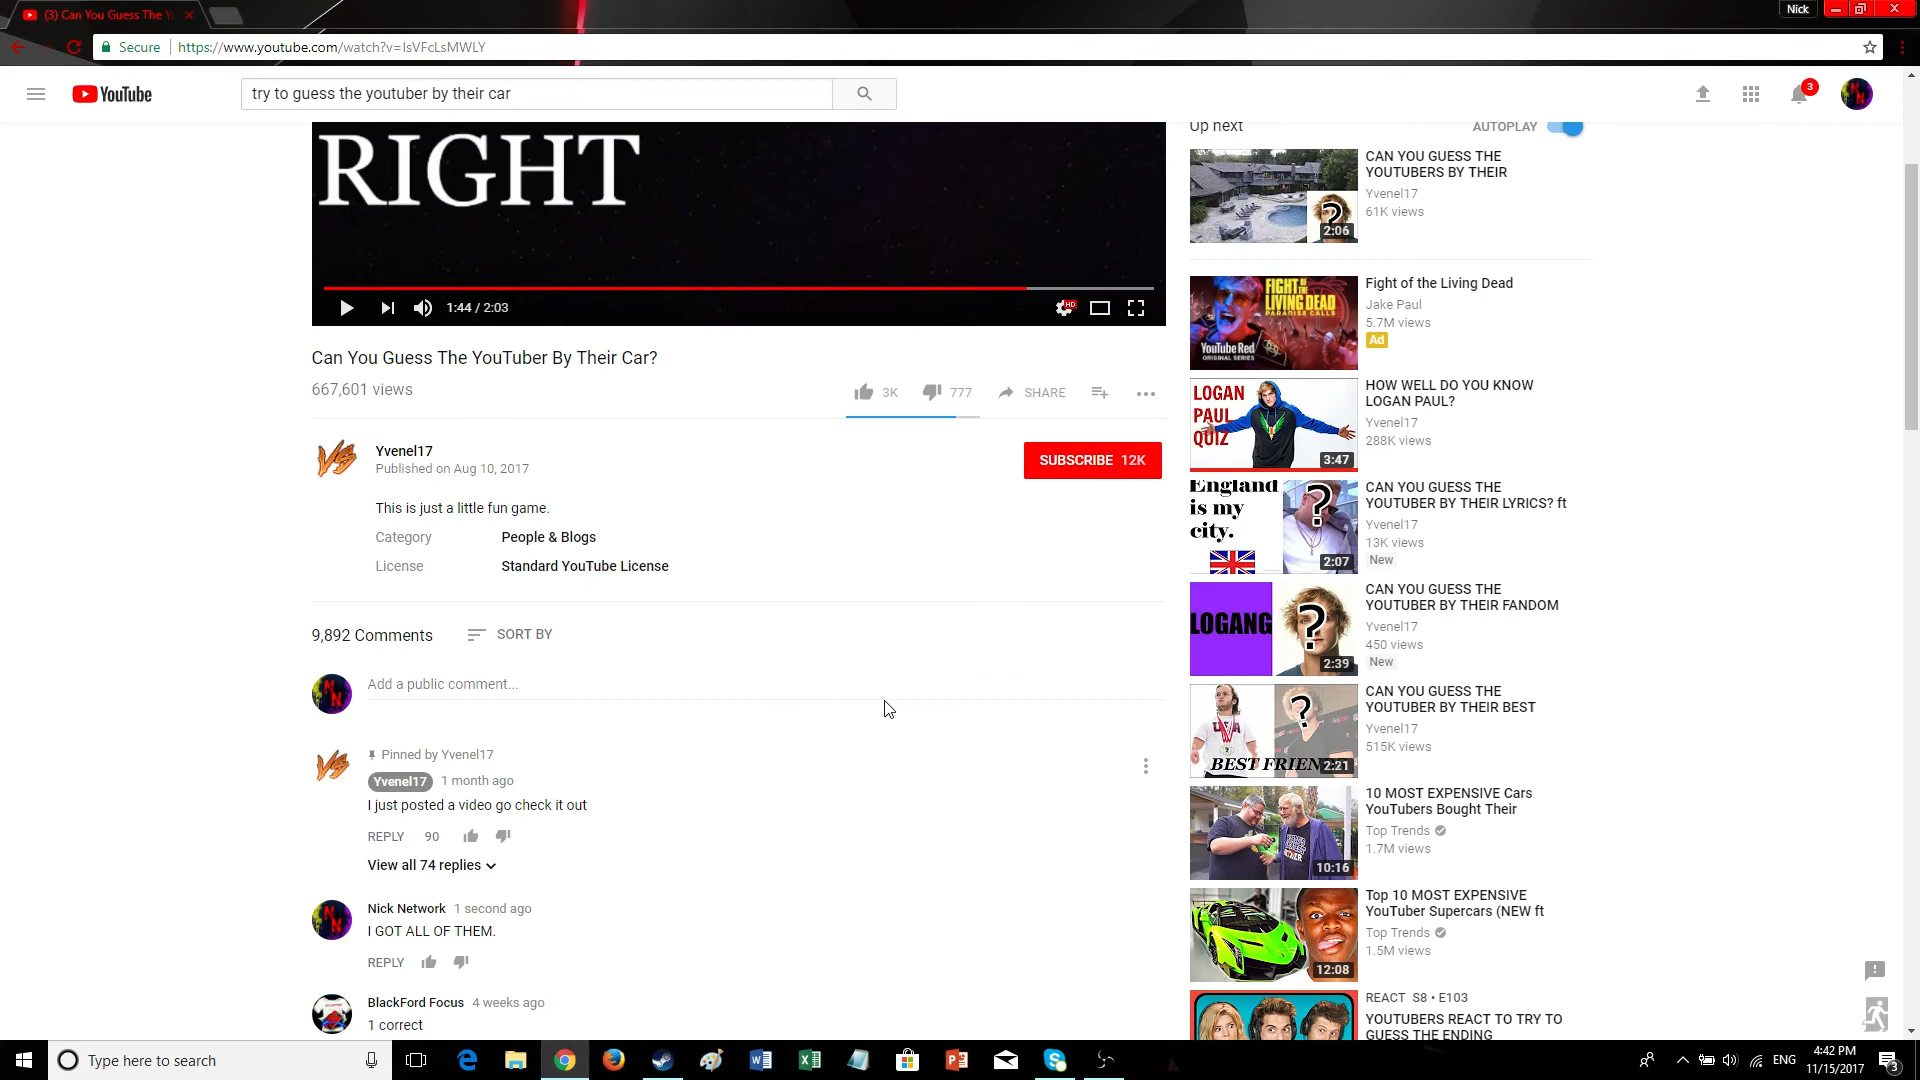 (3) Can You Guess The Y
Nick
Secure
https://www.youtube.com/watch?v=IsVFcLsMWLY
YouTube
try to guess the youtuber by their car
3
RIGHT
1:44 / 2:03
HD
Can You Guess The YouTuber By Their Car?
667,601 views
3K
777
SHARE
Yvenel17
Published on Aug 10, 2017
SUBSCRIBE 12K
This is just a little fun game.
Category People & Blogs
License Standard YouTube License
9,892 Comments
SORT BY
Add a public comment...
Pinned by Yvenel17
Yvenel17 1 month ago
I just posted a video go check it out
REPLY 90
View all 74 replies
Nick Network 1 second ago
I GOT ALL OF THEM.
REPLY
BlackFord Focus 4 weeks ago
1 correct
Up next
AUTOPLAY
?
2:06
CAN YOU GUESS THE
YOUTUBERS BY THEIR
Yvenel17
61K views
FIGHT OF THE
LIVING DEAD
PARADISE CALLS
YouTube Red
ORIGINAL SERIES
Fight of the Living Dead
Jake Paul
5.7M views
Ad
LOGAN
PAUL
QUIZ
3:47
HOW WELL DO YOU KNOW
LOGAN PAUL?
Yvenel17
288K views
England
is my
city.
?
2:07
CAN YOU GUESS THE
YOUTUBER BY THEIR LYRICS? ft
Yvenel17
13K views
New
LOGANG
?
2:39
CAN YOU GUESS THE
YOUTUBER BY THEIR FANDOM
Yvenel17
450 views
New
?
BEST FRIEN
2:21
CAN YOU GUESS THE
YOUTUBER BY THEIR BEST
Yvenel17
515K views
10:16
10 MOST EXPENSIVE Cars
YouTubers Bought Their
Top Trends
1.7M views
12:08
Top 10 MOST EXPENSIVE
YouTuber Supercars (NEW ft
Top Trends
1.5M views
REACT S8 • E103
YOUTUBERS REACT TO TRY TO
GUESS THE ENDING
Type here to search
ENG
4:42 PM
11/15/2017
3